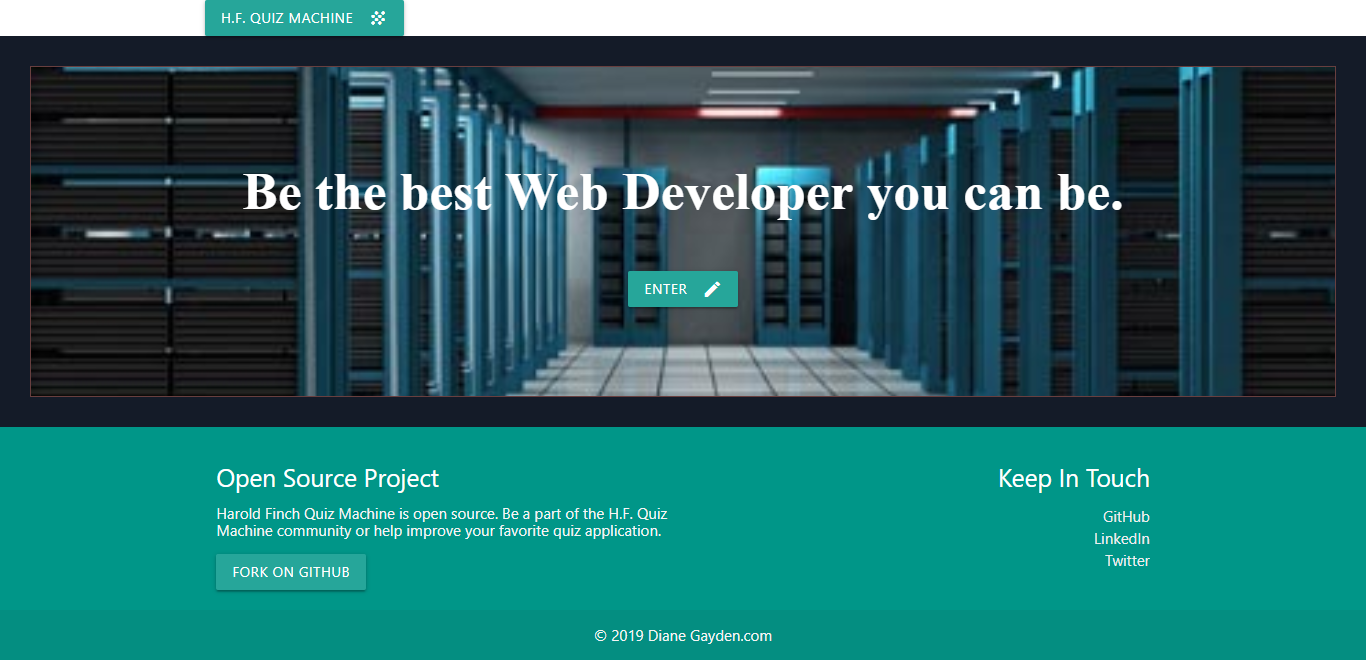 H.F. QUIZ MACHINE
Be the best Web Developer you can be.
ENTER
Open Source Project
Harold Finch Quiz Machine is open source. Be a part of the H.F. Quiz
Machine community or help improve your favorite quiz application.
FORK ON GITHUB
Keep In Touch
GitHub
LinkedIn
Twitter
© 2019 Diane Gayden.com